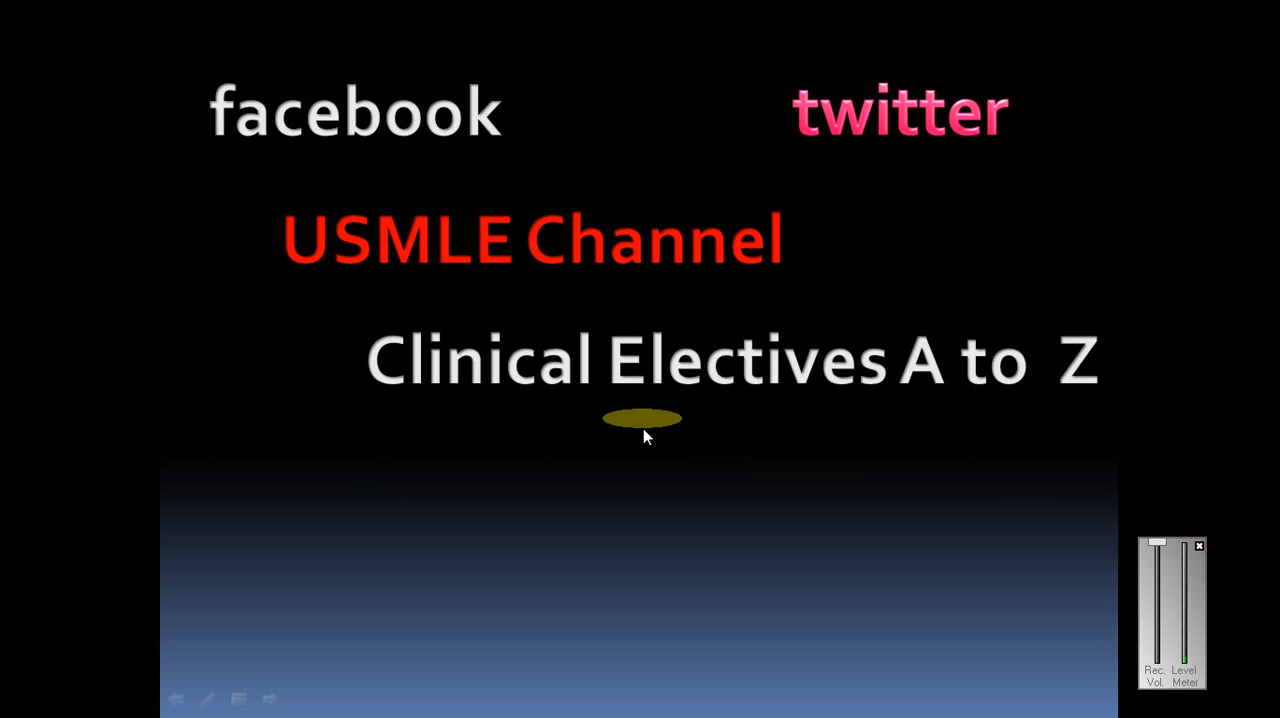 facebook twitter
USMLE Channel
Clinical Electives A to Z
Rec. Level
Vol. Meter